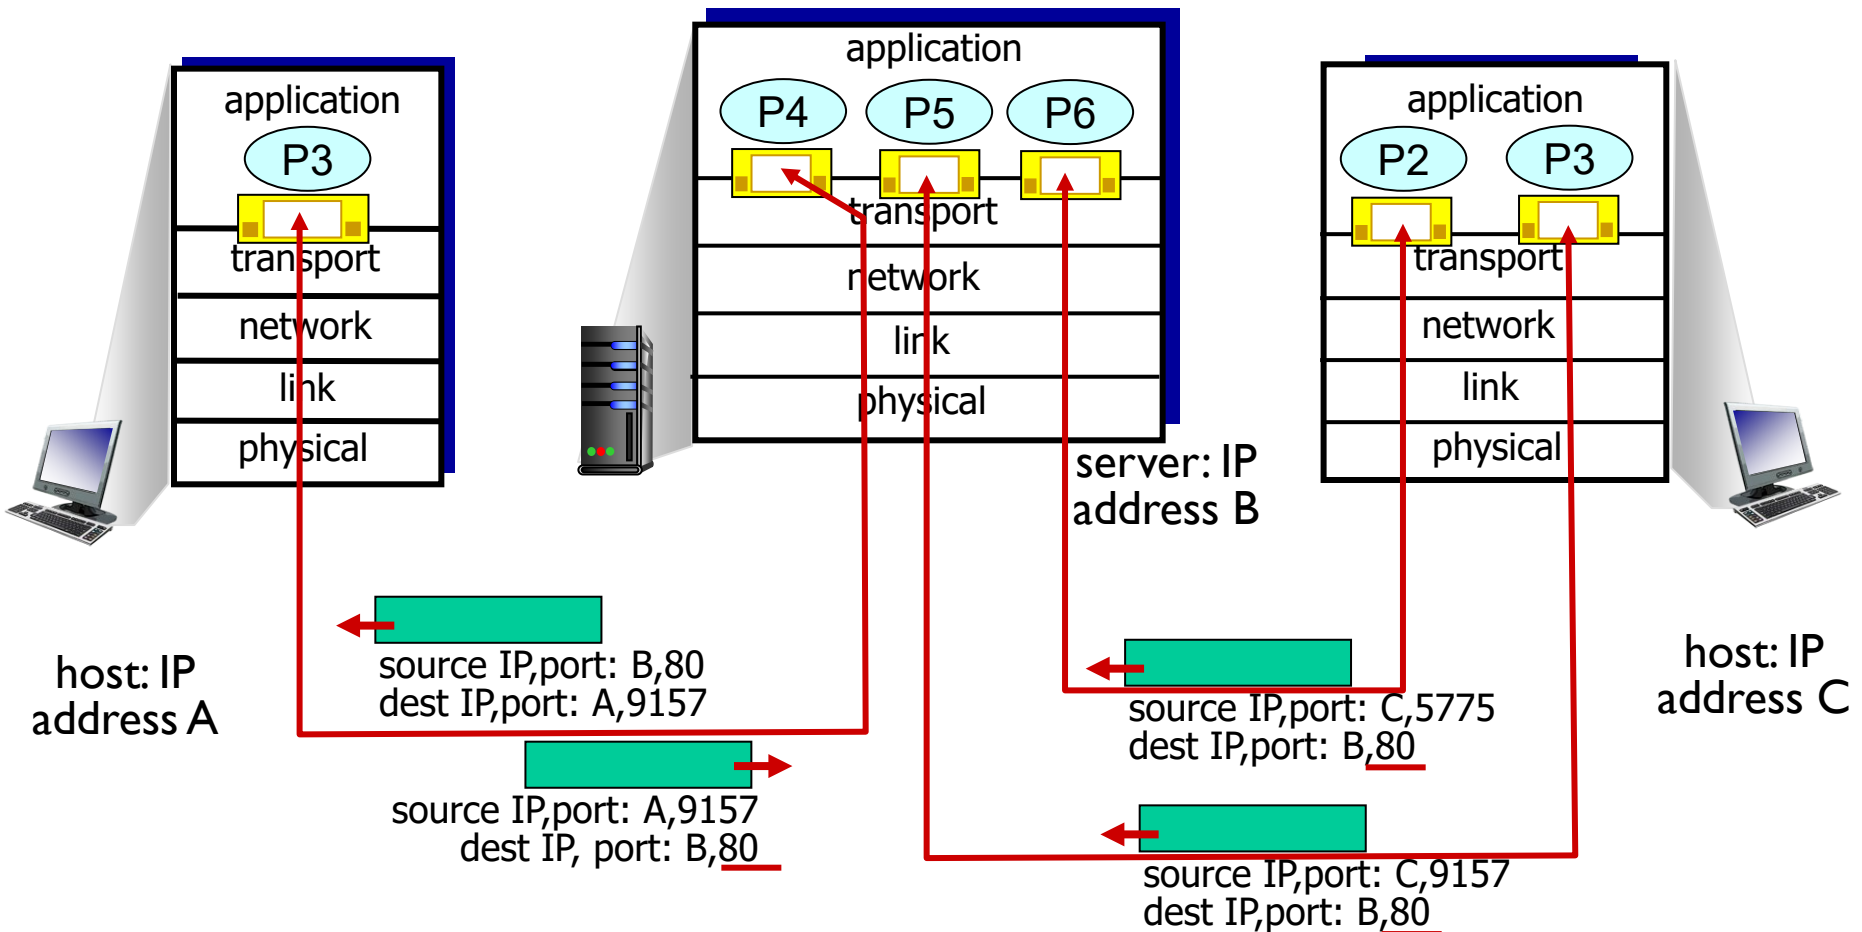 application
P3
transport
network
link
physical
host: IP
address A
application
P4 P5 P6
transport
network
link
physical
server: IP
address B
application
P2 P3
transport
network
link
physical
host: IP
address C
source IP,port: B,80
dest IP,port: A,9157
source IP,port: A,9157
dest IP, port: B,80
source IP,port: C,5775
dest IP,port: B,80
source IP,port: C,9157
dest IP,port: B,80